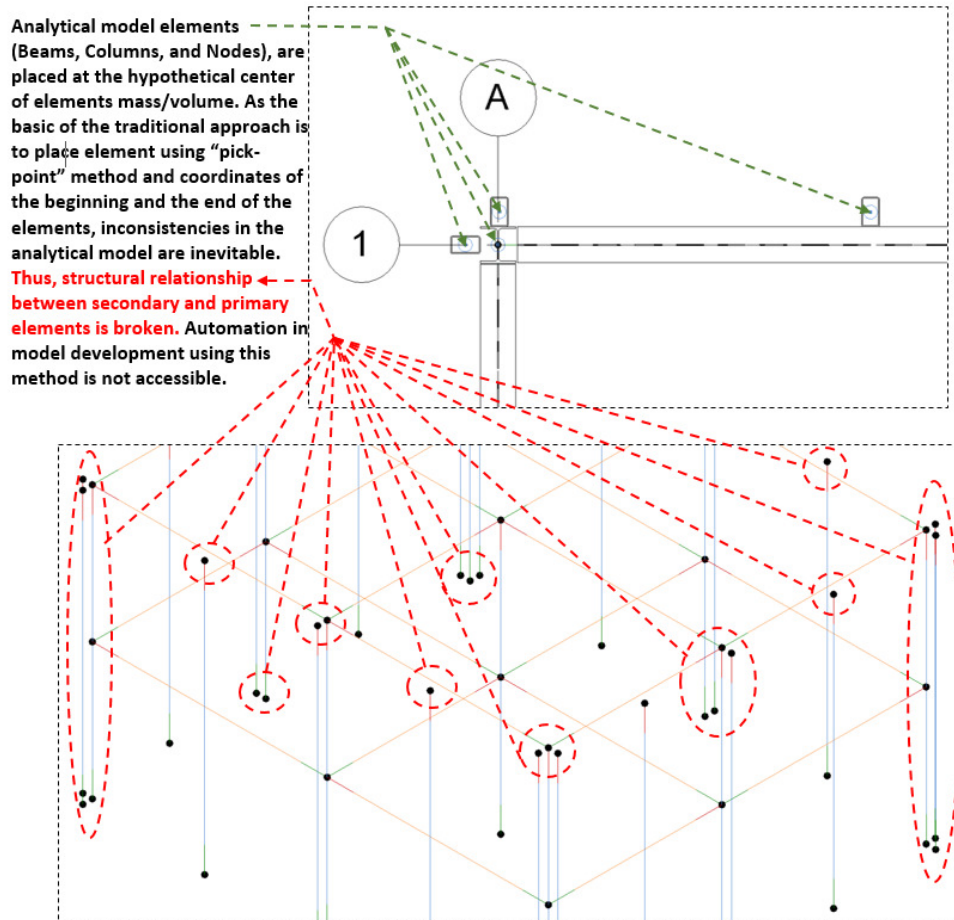 Analytical model elements
(Beams, Columns, and Nodes), are
placed at the hypothetical center
of elements mass/volume. As the
basic of the traditional approach is
to place element using “pick-
point” method and coordinates of
the beginning and the end of the
elements, inconsistencies in the
analytical model are inevitable.
Thus, structural relationship
between secondary and primary
elements is broken. Automation in
model development using this
method is not accessible.
A
1